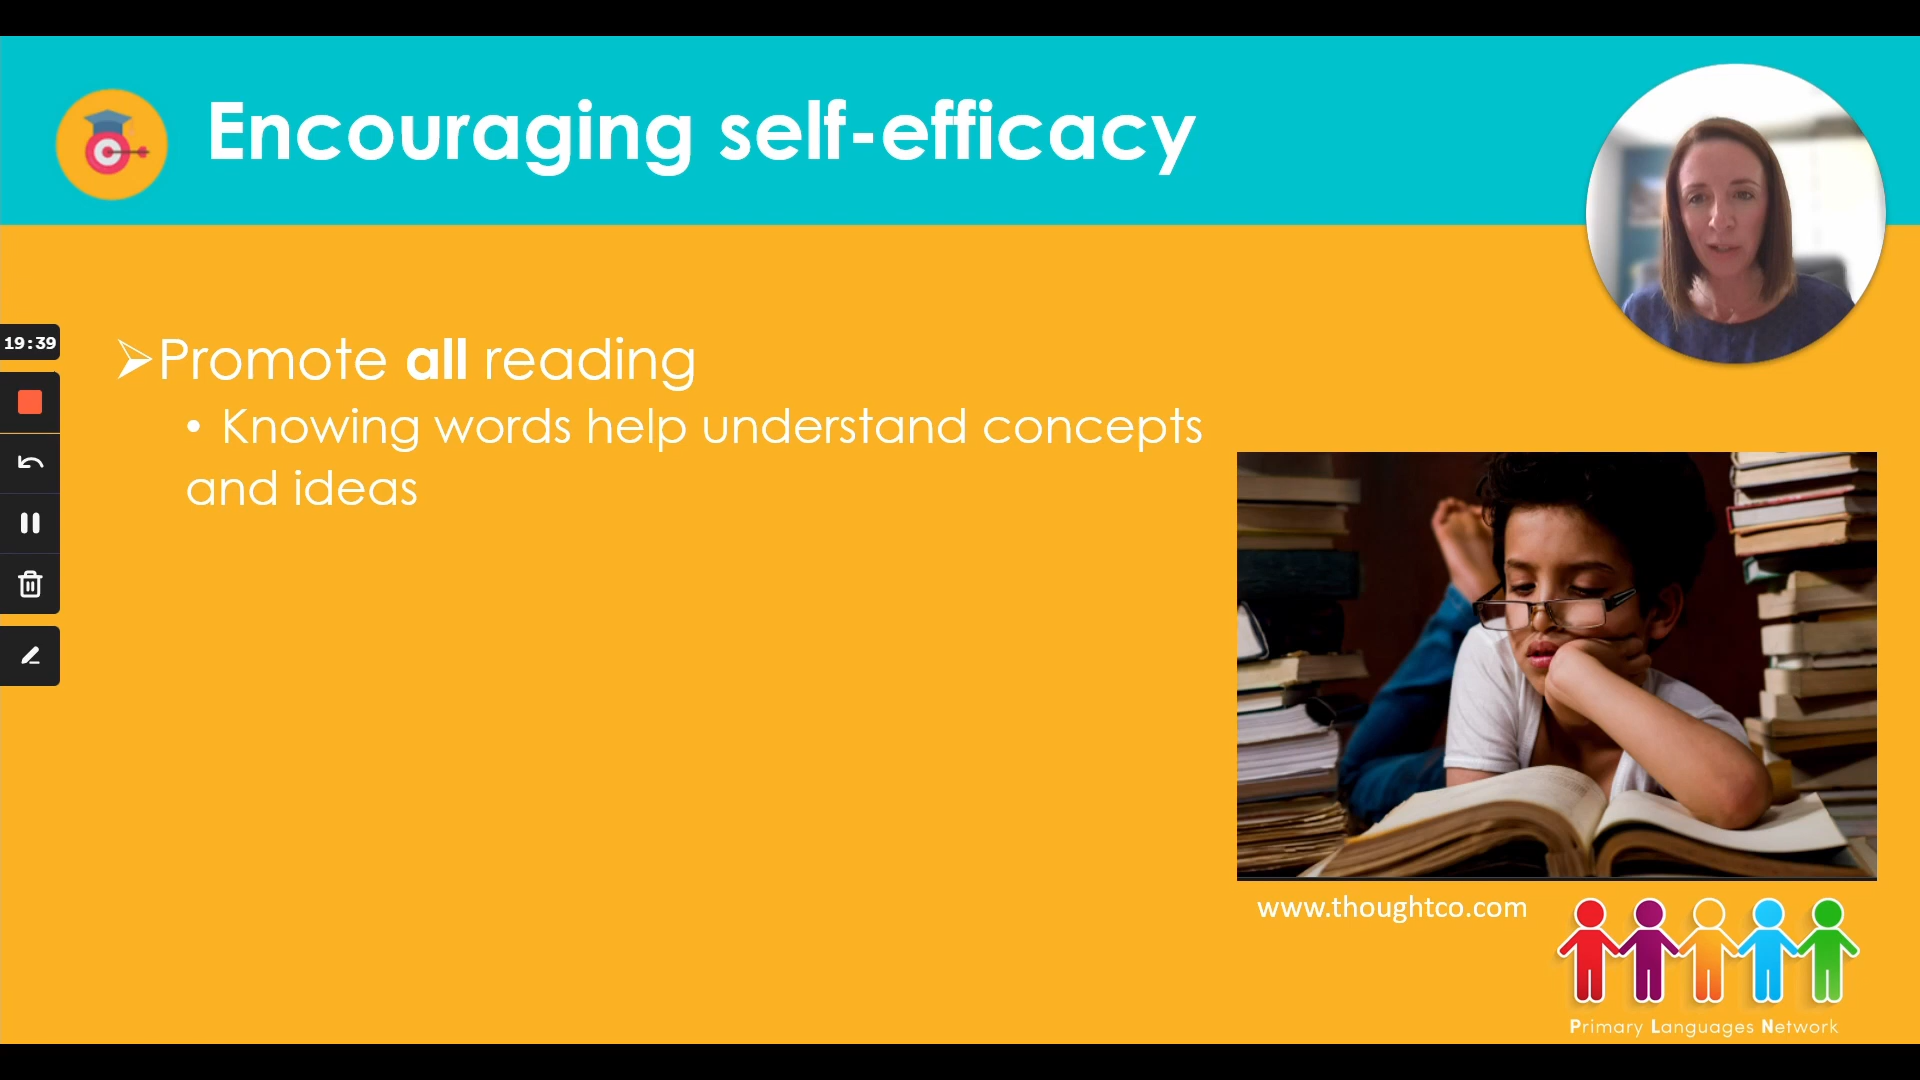 Encouraging self-efficacy
19:39
➢Promote all reading
• Knowing words help understand concepts
and ideas
www.thoughtco.com
Primary Languages Network